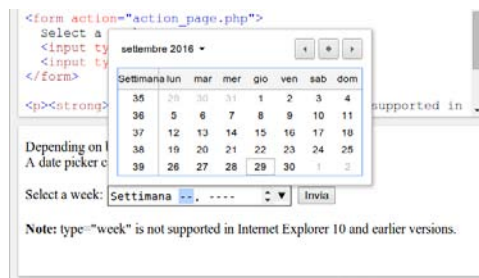 <form action="action_page.php">
Select a
<input ty
<input ty
</form>
<p><strong>
supported in
settembre 2016
Settimana lun mar mer gio ven sab dom
35 29 30 31 1 2 3 4
36 5 6 7 8 9 10 11
37 12 13 14 15 16 17 18
38 19 20 21 22 23 24 25
39 26 27 28 29 30 1 2
Depending on
A date picker c
Select a week: Settimana --, ---- Invia
Note: type="week" is not supported in Internet Explorer 10 and earlier versions.